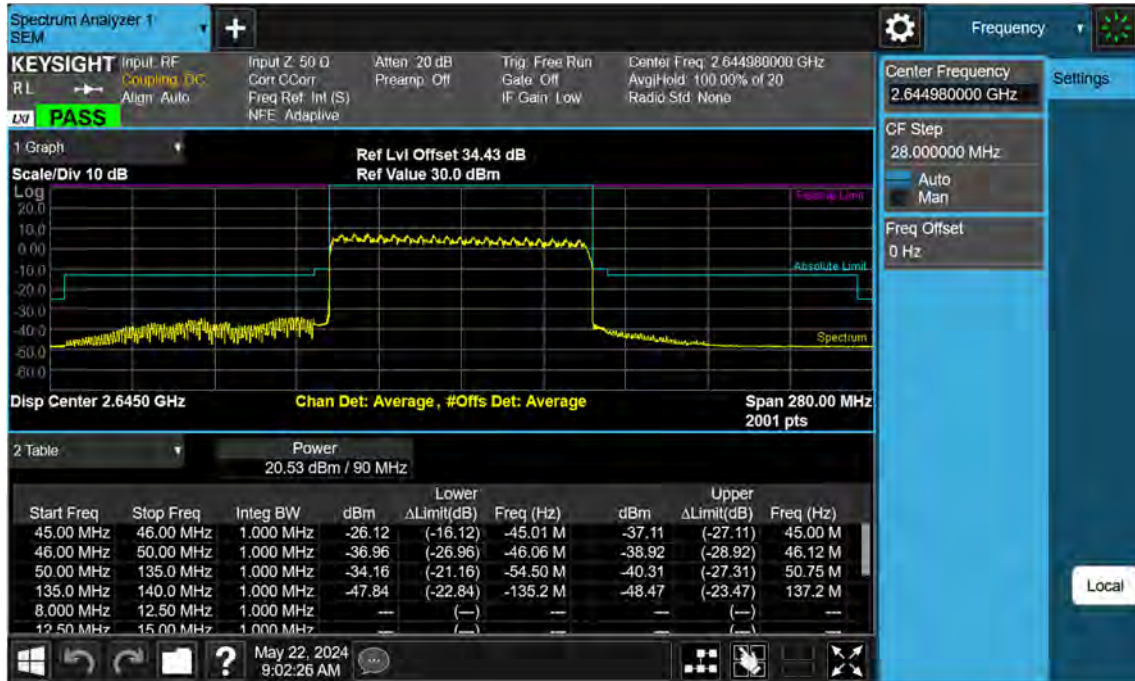 Spectrum Analyzer 1
SEM
+
Frequency
KEYSIGHT
RL
LXI
PASS
Input: RF
Coupling: DC
Align: Auto
Input Z: 50 Ω
Corr CCorr
Freq Ref: Int (S)
NFE: Adaptive
Atten: 20 dB
Preamp: Off
Trig: Free Run
Gate: Off
IF Gain: Low
Center Freq: 2.644980000 GHz
Avg|Hold: 100.00% of 20
Radio Std: None
Center Frequency
2.644980000 GHz
Settings
CF Step
28.000000 MHz
Auto
Man
Freq Offset
0 Hz
Local
1 Graph
Scale/Div 10 dB
Ref Lvl Offset 34.43 dB
Ref Value 30.0 dBm
Log
20.0
10.0
0.00
-10.0
-20.0
-30.0
-40.0
-50.0
-60.0
Absolute Limit
Spectrum
Disp Center 2.6450 GHz
Chan Det: Average, #Offs Det: Average
Span 280.00 MHz
2001 pts
2 Table
Power
20.53 dBm / 90 MHz
Lower Upper
Start Freq Stop Freq Integ BW dBm ΔLimit(dB) Freq (Hz) dBm ΔLimit(dB) Freq (Hz)
45.00 MHz 46.00 MHz 1.000 MHz -26.12 (-16.12) -45.01 M -37.11 (-27.11) 45.00 M
46.00 MHz 50.00 MHz 1.000 MHz -36.96 (-26.96) -46.06 M -38.92 (-28.92) 46.12 M
50.00 MHz 135.0 MHz 1.000 MHz -34.16 (-21.16) -54.50 M -40.31 (-27.31) 50.75 M
135.0 MHz 140.0 MHz 1.000 MHz -47.84 (-22.84) -135.2 M -48.47 (-23.47) 137.2 M
8.000 MHz 12.50 MHz 1.000 MHz --- (---) --- --- (---) ---
12.50 MHz 15.00 MHz 1.000 MHz --- (---) --- --- (---) ---
?
May 22, 2024
9:02:26 AM